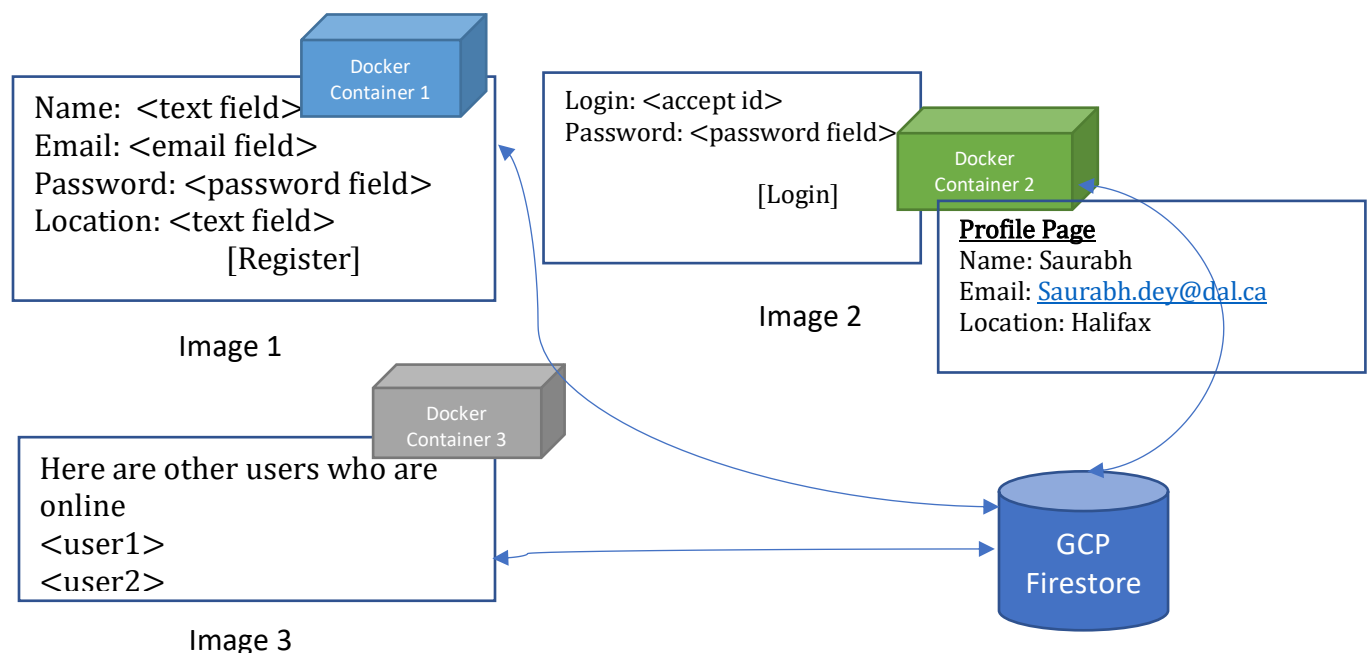 Docker
Container 1
Name: <text field>
Email: <email field>
Password: <password field>
Location: <text field>
[Register]
Image 1
Login: <accept id>
Password: <password field>
[Login]
Docker
Container 2
Image 2
Profile Page
Name: Saurabh
Email: Saurabh.dey@dal.ca
Location: Halifax
Docker
Container 3
Here are other users who are
online
<user1>
<user2>
Image 3
GCP
Firestore